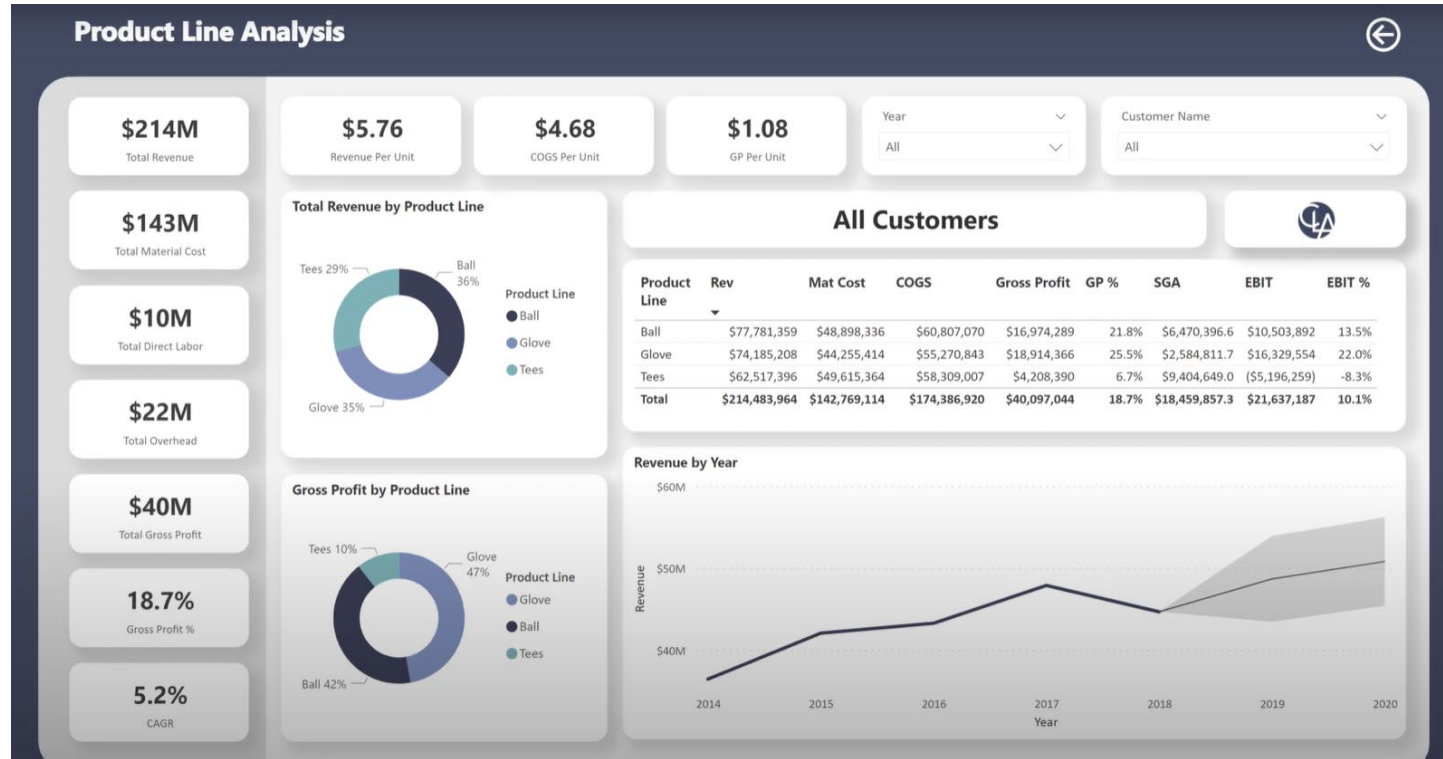 Product Line Analysis
$214M
Total Revenue
$143M
Total Material Cost
$10M
Total Direct Labor
$22M
Total Overhead
$40M
Total Gross Profit
18.7%
Gross Profit %
5.2%
CAGR
$5.76
Revenue Per Unit
$4.68
COGS Per Unit
$1.08
GP Per Unit
Year
All
Customer Name
All
Total Revenue by Product Line
Tees 29%
Ball
36%
Glove 35%
Product Line
Ball
Glove
Tees
Gross Profit by Product Line
Tees 10%
Glove
47%
Ball 42%
Product Line
Glove
Ball
Tees
All Customers
CLA
Product Line Rev Mat Cost COGS Gross Profit GP % SGA EBIT EBIT %
Ball $77,781,359 $48,898,336 $60,807,070 $16,974,289 21.8% $6,470,396.6 $10,503,892 13.5%
Glove $74,185,208 $44,255,414 $55,270,843 $18,914,366 25.5% $2,584,811.7 $16,329,554 22.0%
Tees $62,517,396 $49,615,364 $58,309,007 $4,208,390 6.7% $9,404,649.0 ($5,196,259) -8.3%
Total $214,483,964 $142,769,114 $174,386,920 $40,097,044 18.7% $18,459,857.3 $21,637,187 10.1%
Revenue by Year
Revenue
$60M
$50M
$40M
2014 2015 2016 2017 2018 2019 2020
Year